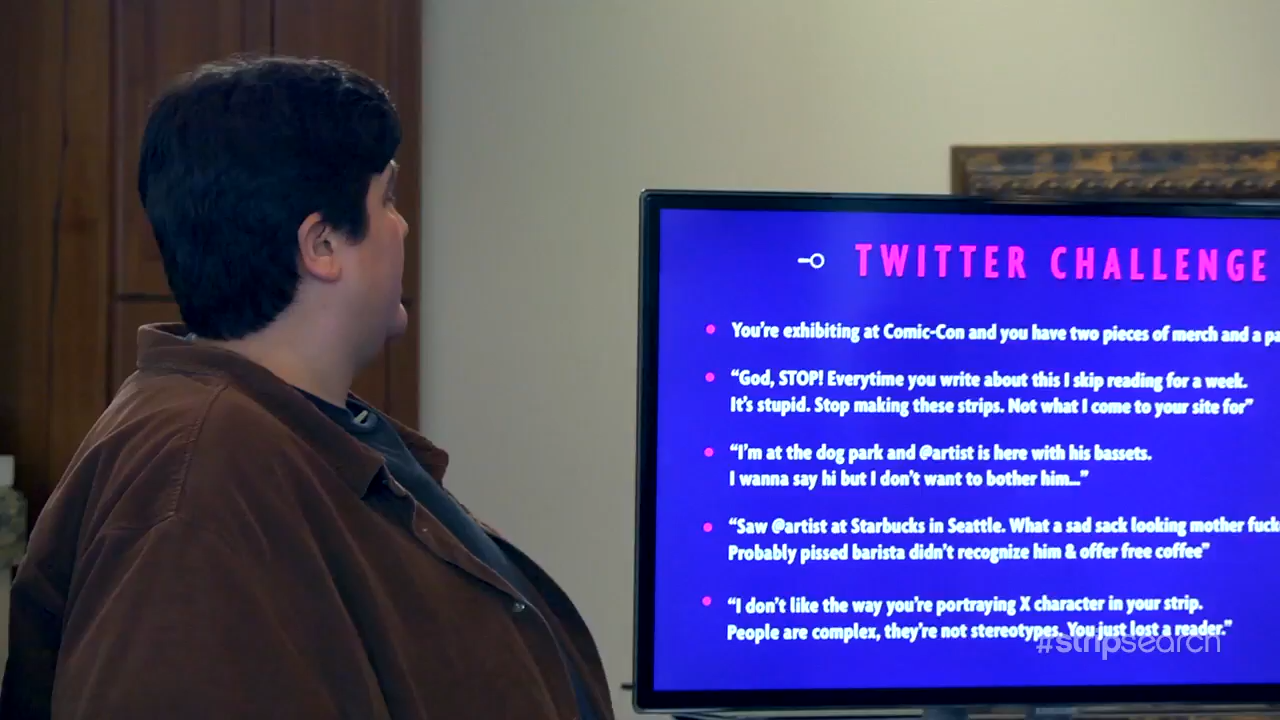 TWITTER CHALLENGE
You're exhibiting at Comic-Con and you have two pieces of merch and a
“God, STOP! Everytime you write about this I skip reading for a week.
It's stupid. Stop making these strips. Not what I come to your site for”
“I'm at the dog park and @artist is here with his bassets.
I wanna say hi but I don't want to bother him...”
“Saw @artist at Starbucks in Seattle. What a sad sack looking mother
Probably pissed barista didn't recognize him & offer free coffee”
“I don't like the way you're portraying X character in your strip.
People are complex, they're not stereotypes. You just lost a reader.”
#stripsearch